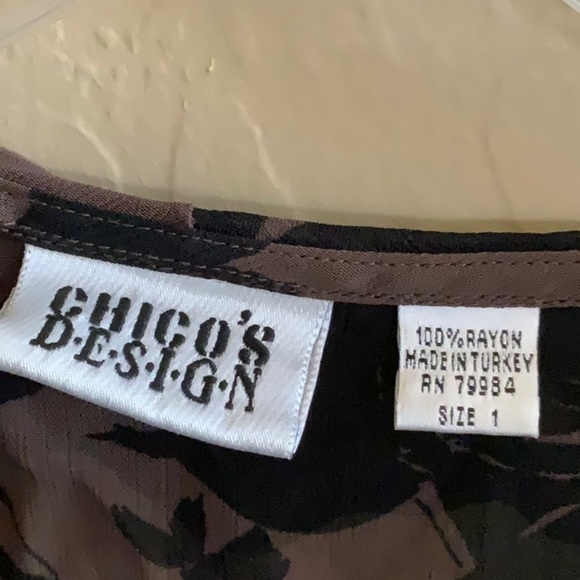 CHICO'S
D·E·S·I·G·N
100% RAYON
MADE IN TURKEY
RN 79984
SIZE 1